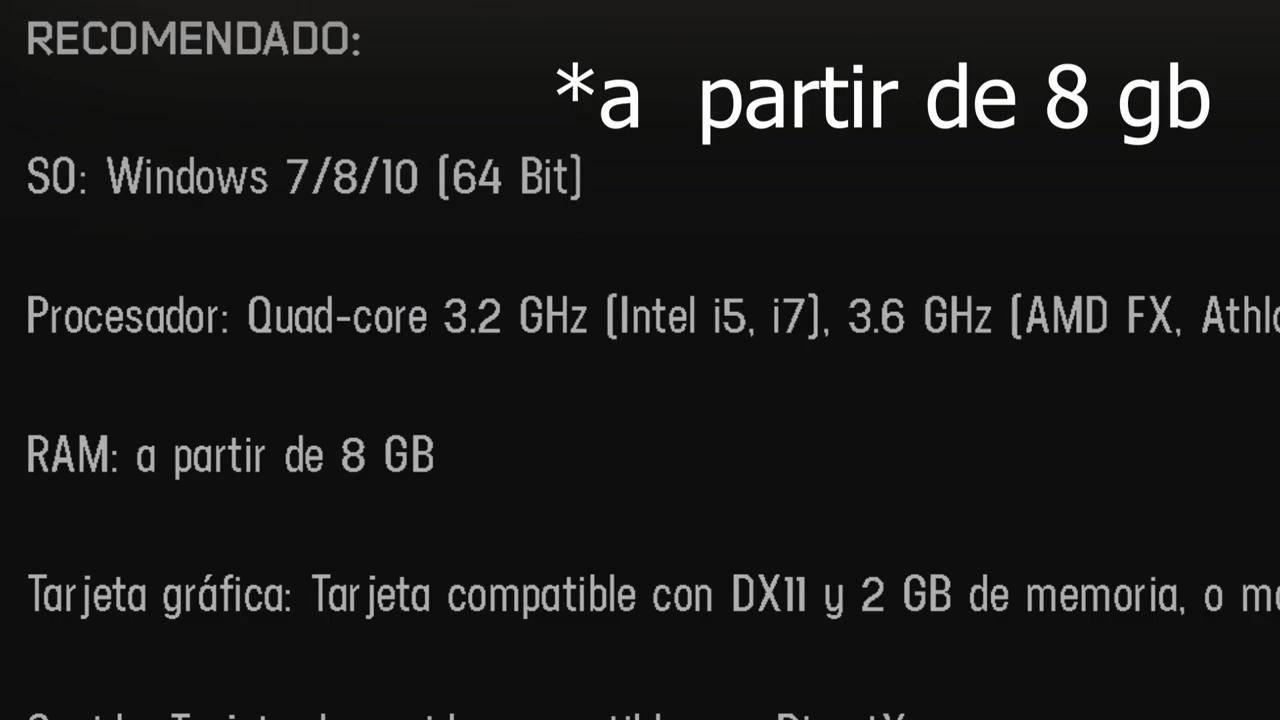 RECOMENDADO:
*a partir de 8 gb
SO: Windows 7/8/10 (64 Bit)
Procesador: Quad-core 3.2 GHz (Intel i5, i7), 3.6 GHz (AMD FX,
RAM: a partir de 8 GB
Tarjeta gráfica: Tarjeta compatible con DX11 y 2 GB de memoria, o